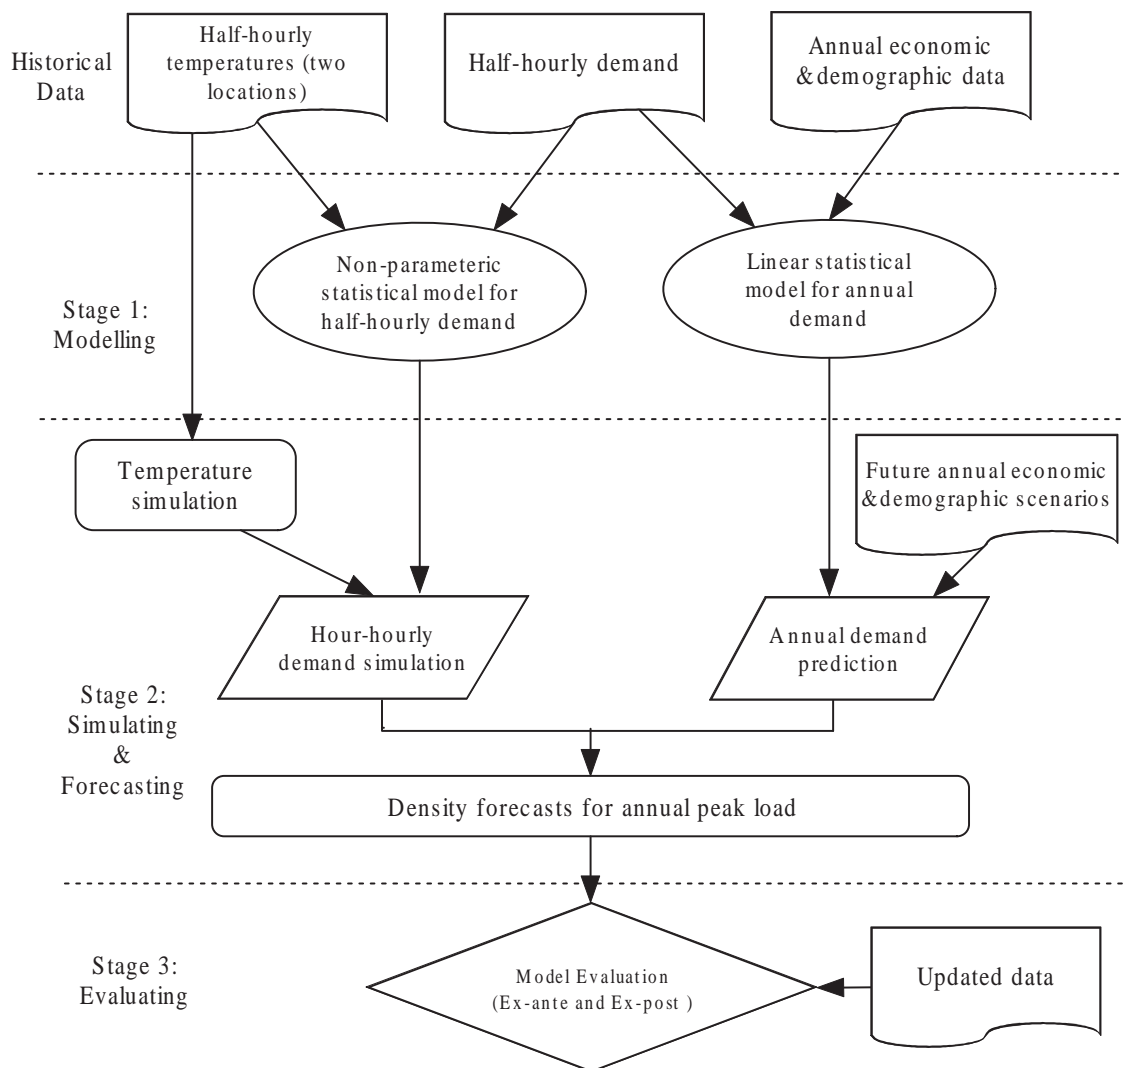 Historical
Data
Half-hourly
temperatures (two
locations)
Half-hourly demand
Annual economic
&demographic data
Stage 1:
Modelling
Non-parameteric
statistical model for
half-hourly demand
Linear statistical
model for annual
demand
Temperature
simulation
Future annual economic
&demographic scenarios
Hour-hourly
demand simulation
Annual demand
prediction
Stage 2:
Simulating
&
Forecasting
Density forecasts for annual peak load
Stage 3:
Evaluating
Model Evaluation
(Ex-ante and Ex-post )
Updated data